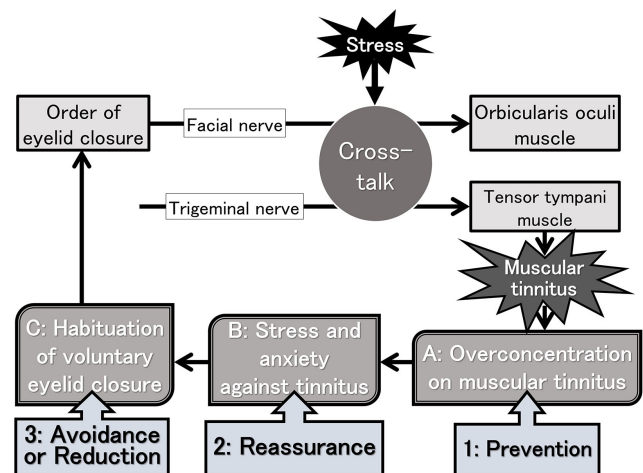 Stress
Order of
eyelid closure
Facial nerve
Cross-
talk
Orbicularis oculi
muscle
Trigeminal nerve
Tensor tympani
muscle
Muscular
tinnitus
C: Habituation
of voluntary
eyelid closure
B: Stress and
anxiety
against tinnitus
A: Overconcentration
on muscular tinnitus
3: Avoidance
or Reduction
2: Reassurance
1: Prevention